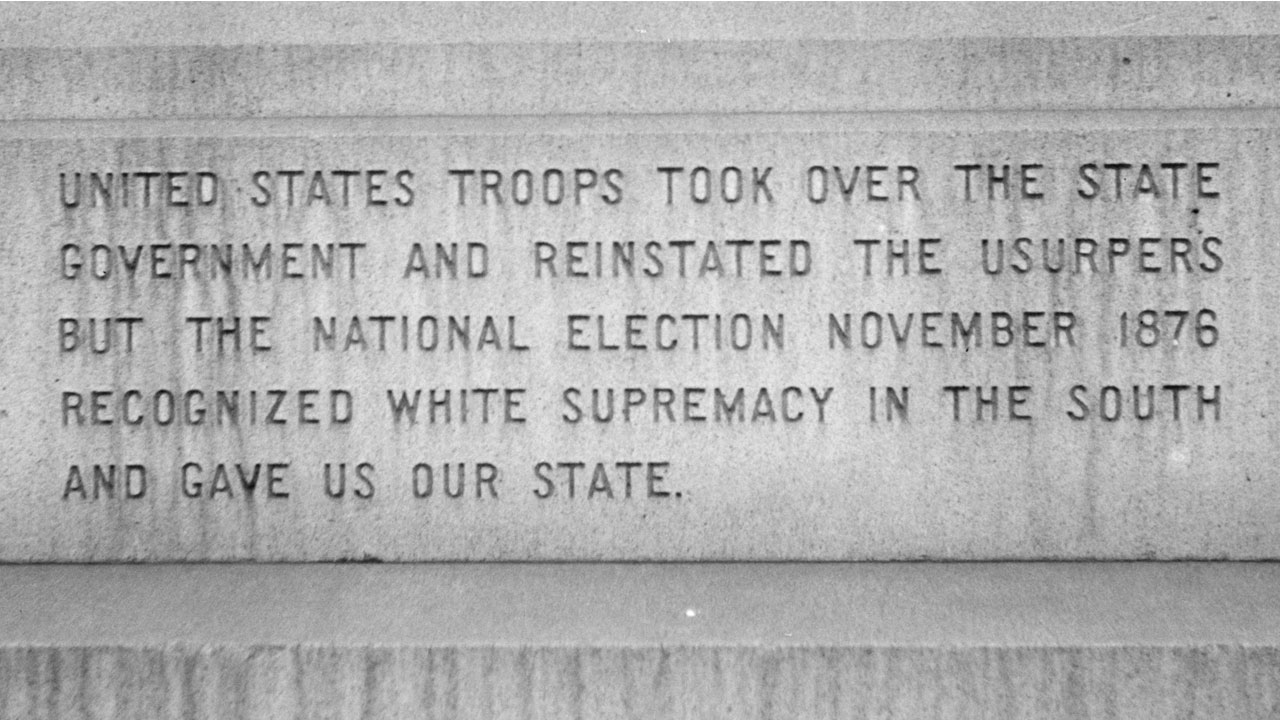 UNITED STATES TROOPS TOOK OVER THE STATE
GOVERNMENT AND REINSTATED THE USURPERS
BUT THE NATIONAL ELECTION NOVEMBER 1876
RECOGNIZED WHITE SUPREMACY IN THE SOUTH
AND GAVE US OUR STATE.